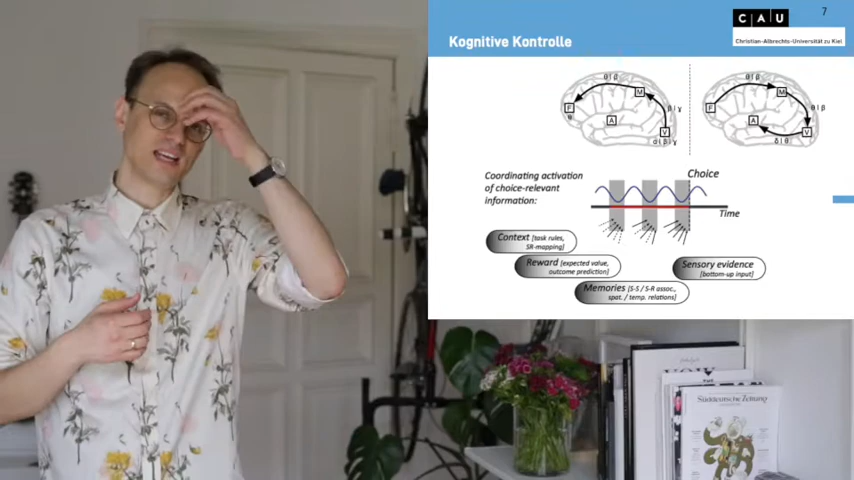 7
C A U
Christian-Albrechts-Universität zu Kiel
Kognitive Kontrolle
θ | β
F
θ
M
A
β | γ
V
α | β | γ
θ | β
F
M
θ | β
A
V
δ | θ
Coordinating activation
of choice-relevant
information:
Choice
Time
Context [task rules,
SR-mapping]
Reward [expected value,
outcome prediction]
Memories [S-S / S-R assoc.,
spat. / temp. relations]
Sensory evidence
[bottom-up input]
Süddeutsche Zeitung